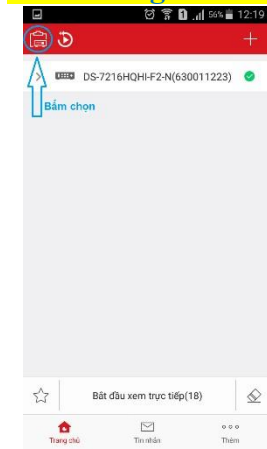 56% 12:19
DS-7216HQHI-F2-N(630011223)
Bấm chọn
Bắt đầu xem trực tiếp(18)
Trang chủ
Tin nhắn
Thêm